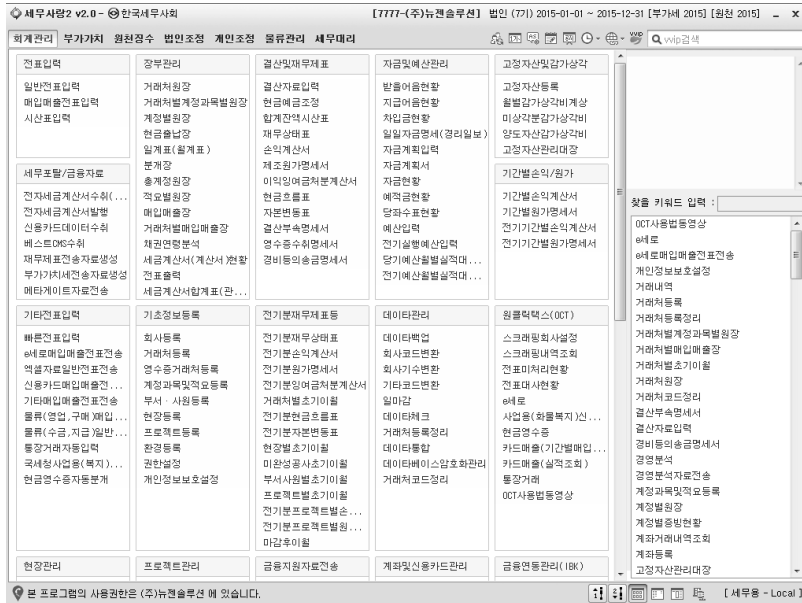 세무사랑2 v2.0 - 한국세무사회
[7777-(주)뉴젠솔루션] 법인 (7기) 2015-01-01 ~ 2015-12-31 [부가세 2015] [원천 2015]
회계관리 부가가치 원천징수 법인조정 개인조정 물류관리 세무대리
vvip검색
전표입력
일반전표입력
매입매출전표입력
시산표입력
장부관리
거래처원장
거래처별계정과목별원장
계정별원장
현금출납장
일계표(월계표)
분개장
총계정원장
적요별원장
매입매출장
거래처별매입매출장
채권연령분석
세금계산서(계산서)현황
전표출력
세금계산서합계표(관...
결산및재무제표
결산자료입력
현금예금조정
합계잔액시산표
재무상태표
손익계산서
제조원가명세서
이익잉여금처분계산서
현금흐름표
자본변동표
결산부속명세서
영수증수취명세서
경비등의송금명세서
자금및예산관리
받을어음현황
지급어음현황
차입금현황
일일자금명세(경리일보)
자금계획입력
자금계획서
자금현황
예적금현황
당좌수표현황
예산입력
전기실행예산입력
당기예산월별실적대...
전기예산월별실적대...
고정자산및감가상각
고정자산등록
월별감가상각비계상
미상각분감가상각비
양도자산감가상각비
고정자산관리대장
세무포탈/금융자료
전자세금계산서수취(...
전자세금계산서발행
신용카드데이터수취
베스트CMS수취
재무제표전송자료생성
부가가치세전송자료생성
메타게이트자료전송
기간별손익/원가
기간별손익계산서
기간별원가명세서
전기기간별손익계산서
전기기간별원가명세서
기타전표입력
빠른전표입력
e세로매입매출전표전송
엑셀자료일반전표전송
신용카드매입매출전...
기타매입매출전표전송
물류(영업,구매)매입...
물류(수금,지급)일반...
통장거래자동입력
국세청사업용(복지)...
현금영수증자동분개
기초정보등록
회사등록
거래처등록
영수증거래처등록
계정과목및적요등록
부서ㆍ사원등록
현장등록
프로젝트등록
환경등록
권한설정
개인정보보호설정
전기분재무제표등
전기분재무상태표
전기분손익계산서
전기분원가명세서
전기분잉여금처분계산서
거래처별초기이월
전기분현금흐름표
전기분자본변동표
현장별초기이월
미완성공사초기이월
부서사원별초기이월
프로젝트별초기이월
전기분프로젝트별손...
전기분프로젝트별원...
마감후이월
데이타관리
데이타백업
회사코드변환
회사기수변환
기타코드변환
일마감
데이타체크
거래처등록정리
데이타통합
데이타베이스암호화관리
거래처코드정리
원클릭택스(OCT)
스크래핑회사설정
스크래핑내역조회
전표미처리현황
전표대사현황
e세로
사업용(화물복지)신...
현금영수증
카드매출(기간별매입...
카드매출(실적조회)
통장거래
OCT사용법동영상
현장관리
프로젝트관리
금융지원자료전송
계좌및신용카드관리
금융연동관리(IBK)
찾을 키워드 입력 :
OCT사용법동영상
e세로
e세로매입매출전표전송
개인정보보호설정
거래내역
거래처등록
거래처등록정리
거래처별계정과목별원장
거래처별매입매출장
거래처별초기이월
거래처원장
거래처코드정리
결산부속명세서
결산자료입력
경비등의송금명세서
경영분석
경영분석자료전송
계정과목및적요등록
계정별원장
계정별증빙현황
계좌거래내역조회
계좌등록
고정자산관리대장
본 프로그램의 사용권한은 (주)뉴젠솔루션 에 있습니다.
[ 세무용 - Local ]